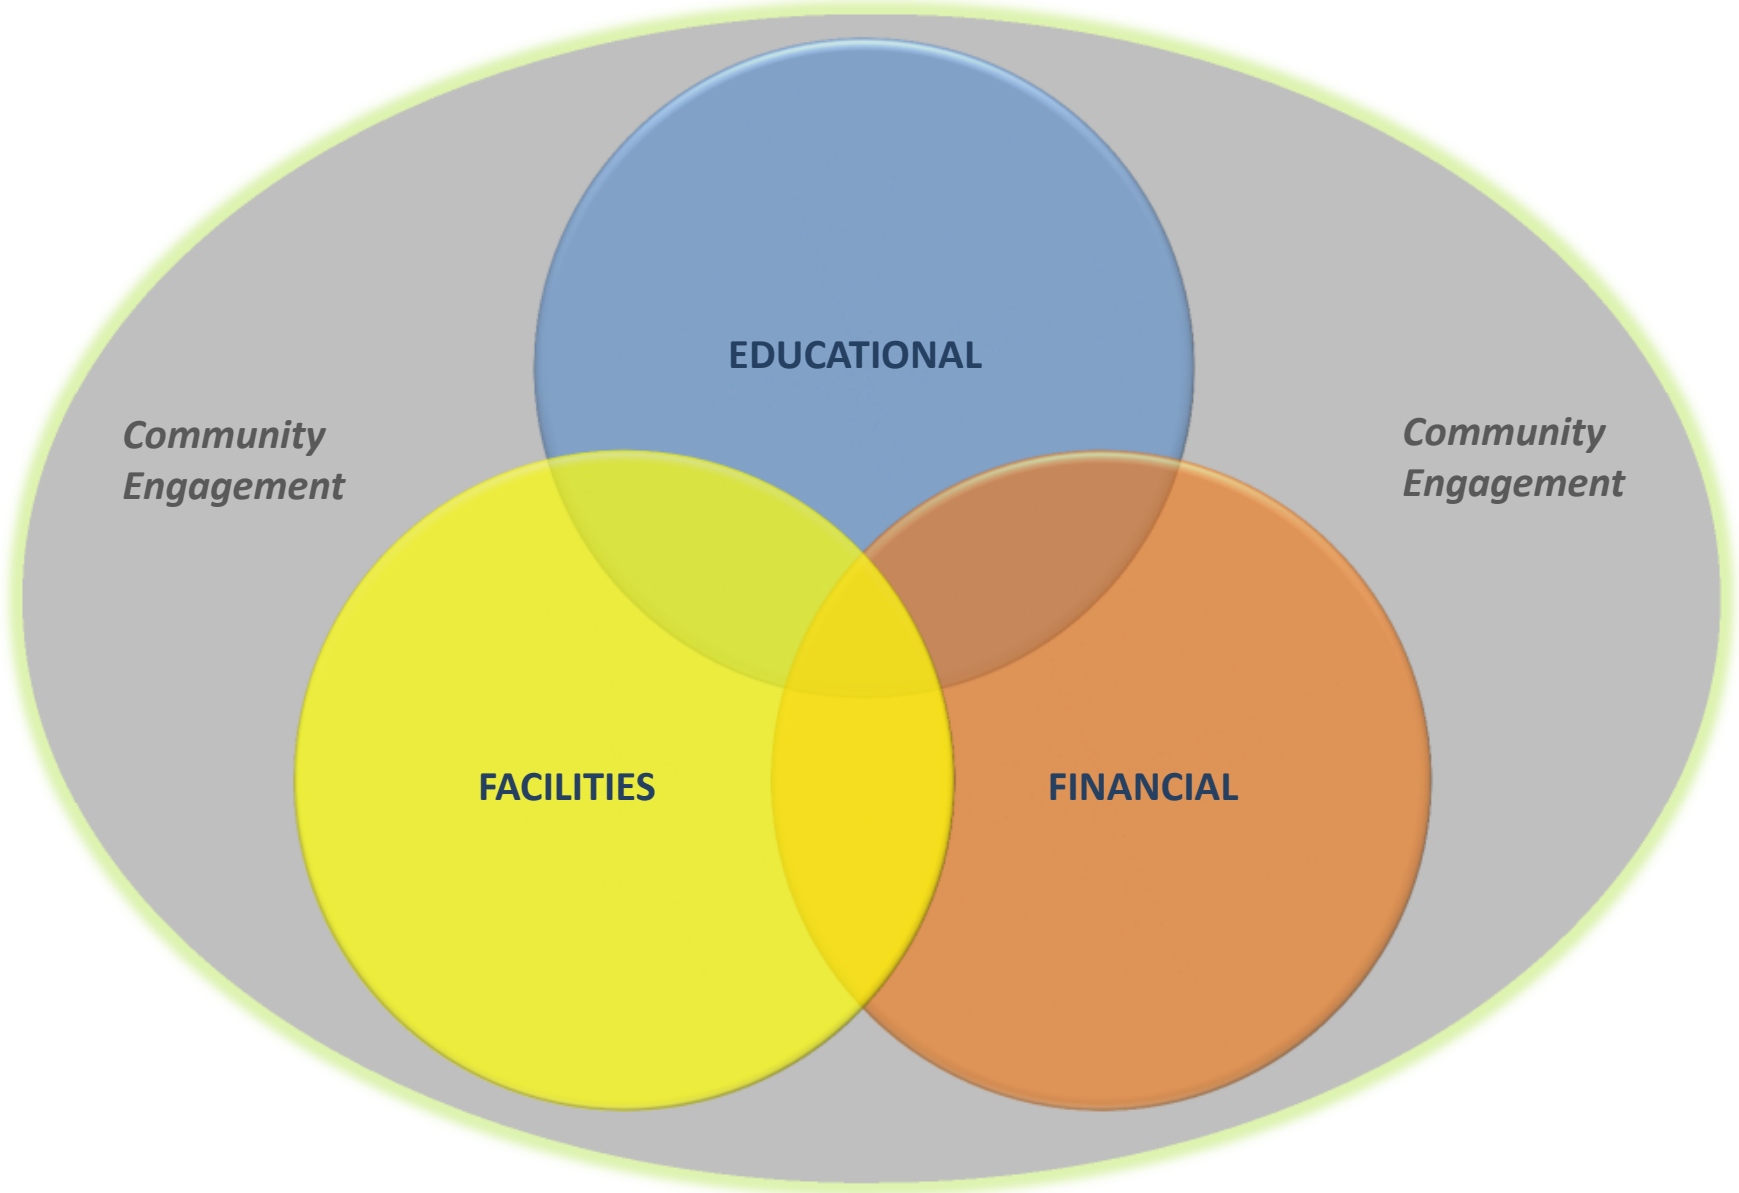 EDUCATIONAL
Community
Engagement
Community
Engagement
FACILITIES
FINANCIAL